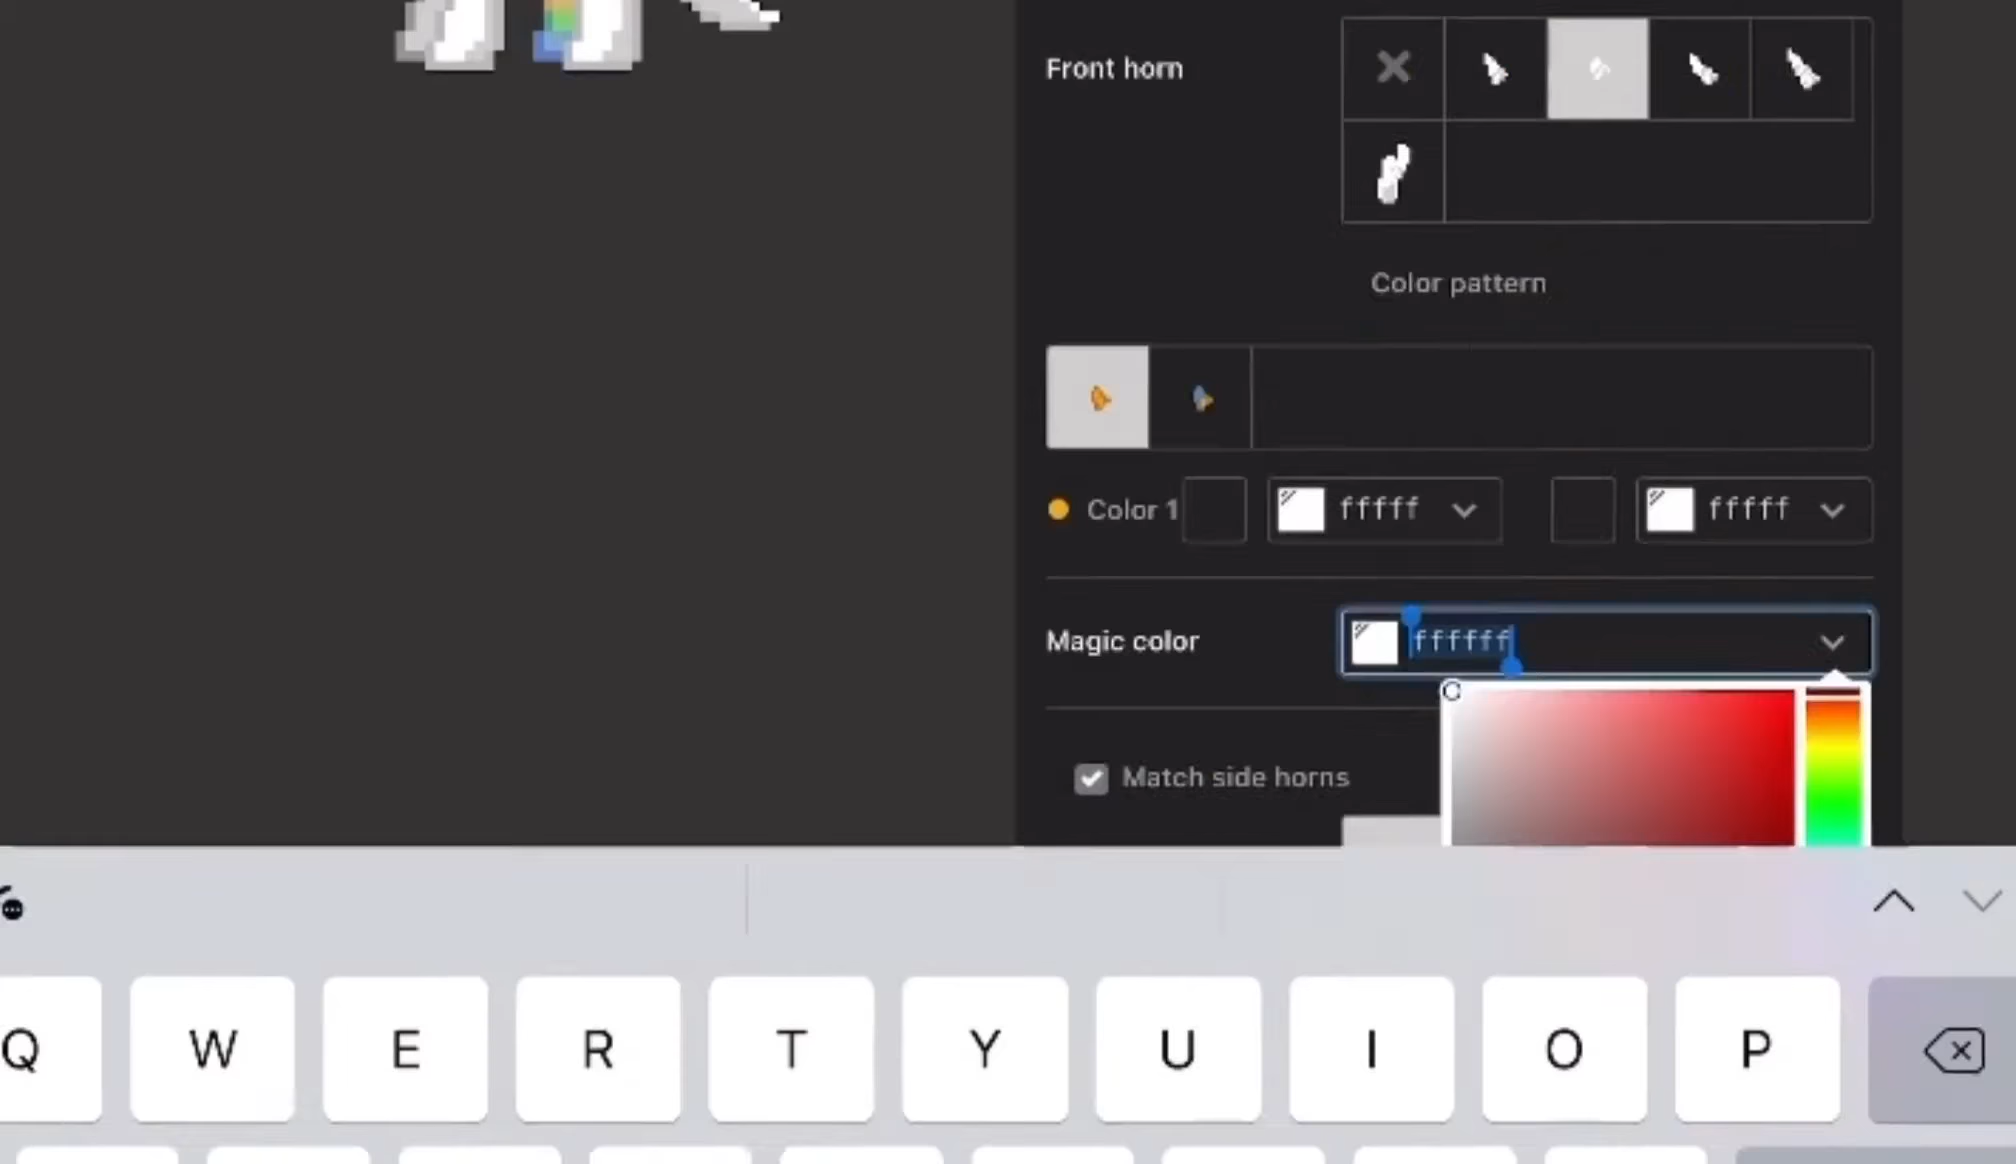 Front horn
Color pattern
Color 1 fffff fffff
Magic color ffffff
Match side horns
Q W E R T Y U I O P